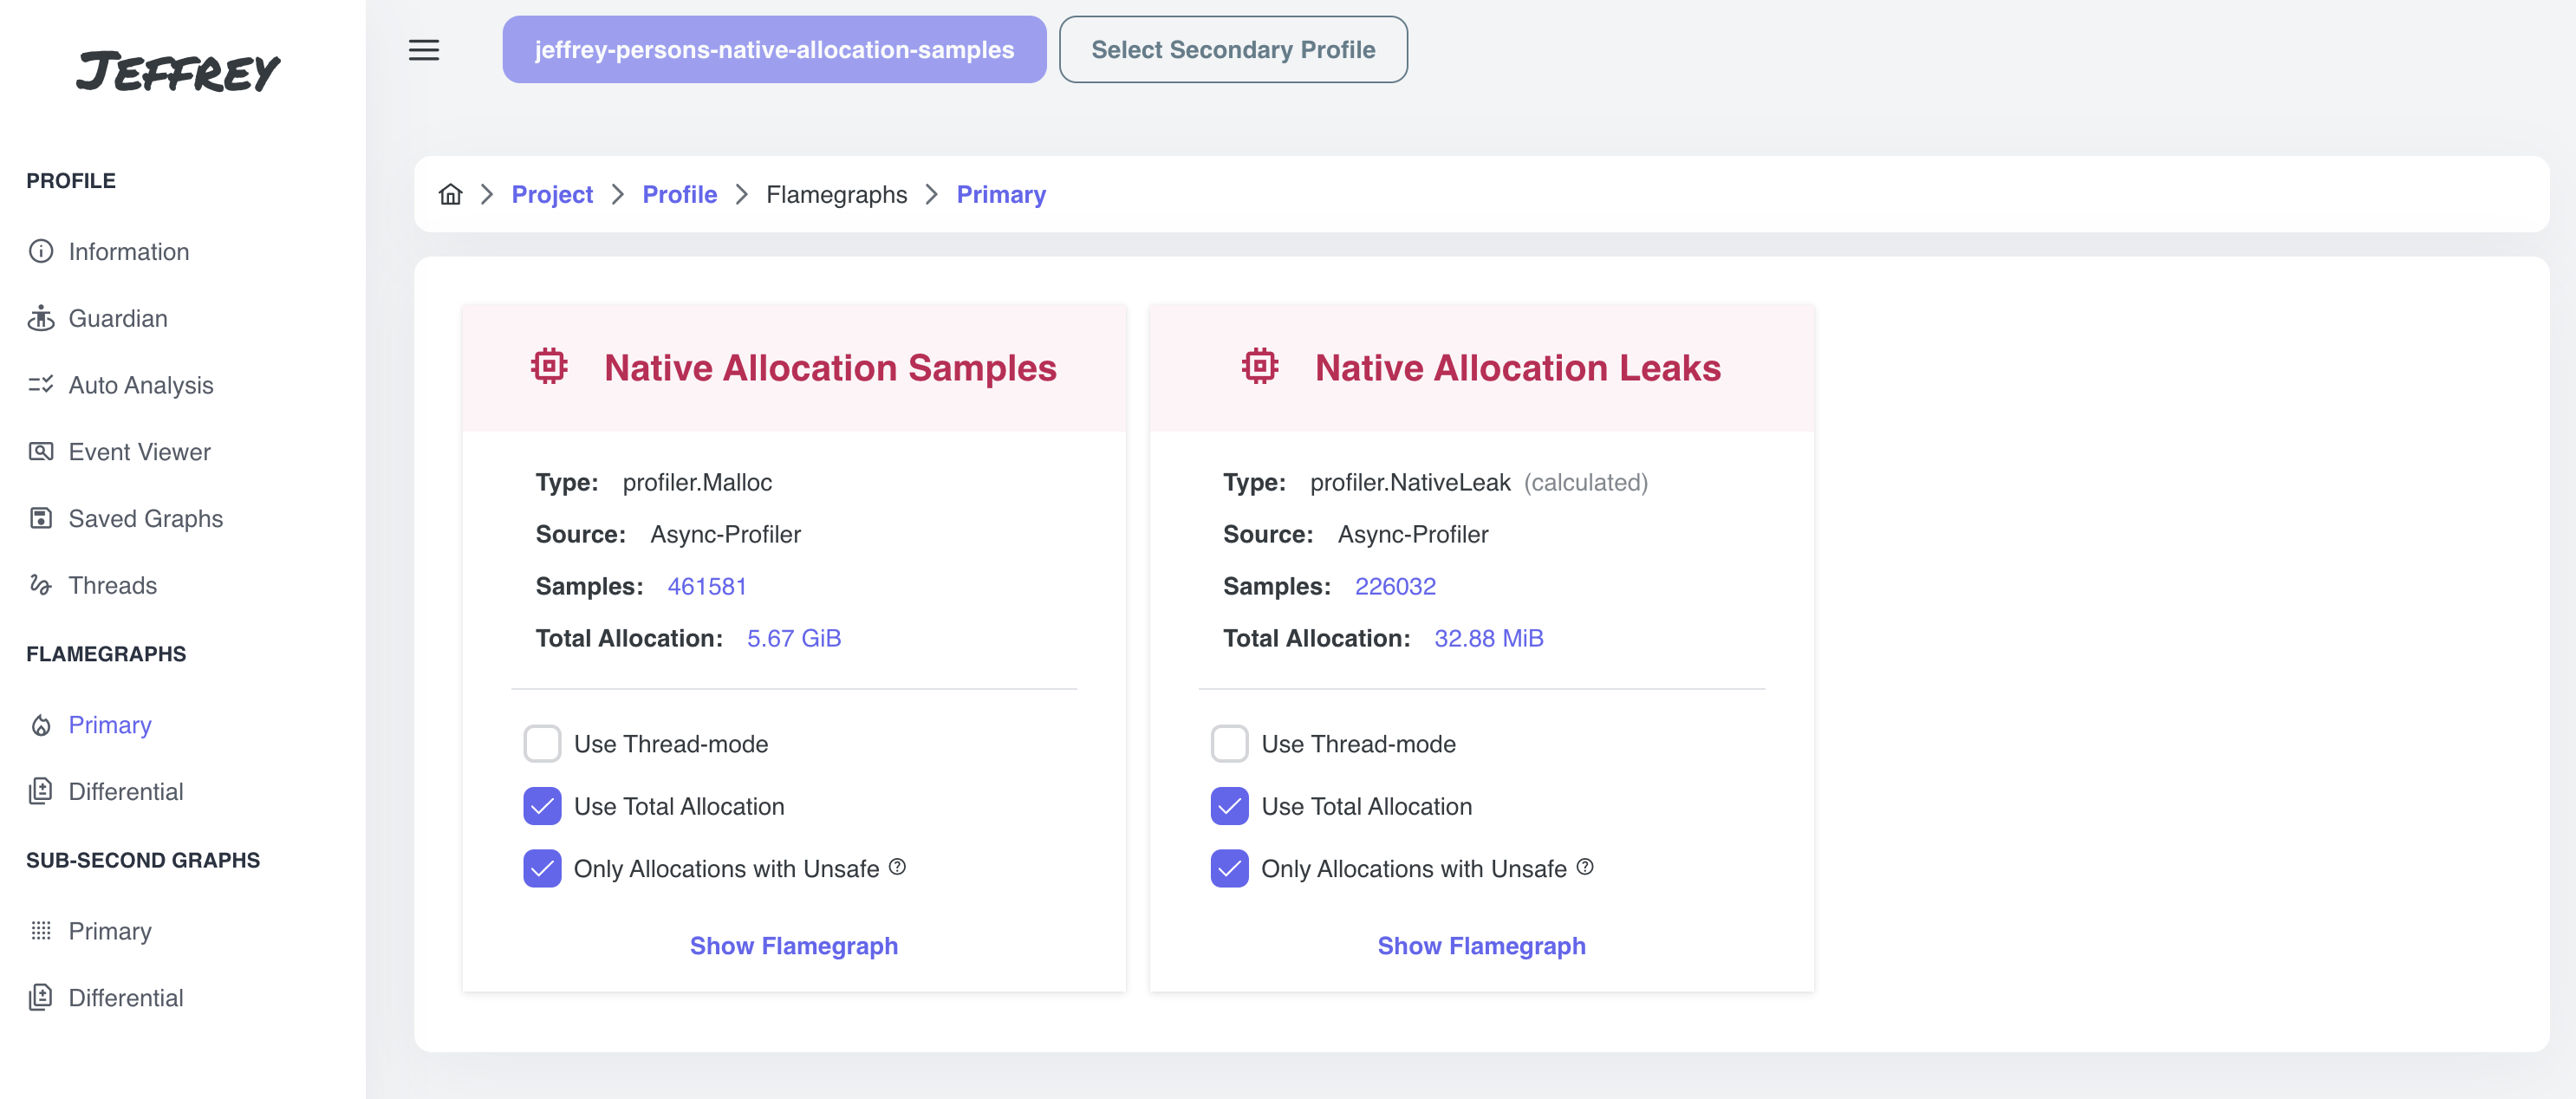 JEFFREY
PROFILE
Information
Guardian
Auto Analysis
Event Viewer
Saved Graphs
Threads
FLAMEGRAPHS
Primary
Differential
SUB-SECOND GRAPHS
Primary
Differential
jeffrey-persons-native-allocation-samples
Select Secondary Profile
Project > Profile > Flamegraphs > Primary
Native Allocation Samples
Type: profiler.Malloc
Source: Async-Profiler
Samples: 461581
Total Allocation: 5.67 GiB
Use Thread-mode
Use Total Allocation
Only Allocations with Unsafe
Show Flamegraph
Native Allocation Leaks
Type: profiler.NativeLeak (calculated)
Source: Async-Profiler
Samples: 226032
Total Allocation: 32.88 MiB
Use Thread-mode
Use Total Allocation
Only Allocations with Unsafe
Show Flamegraph